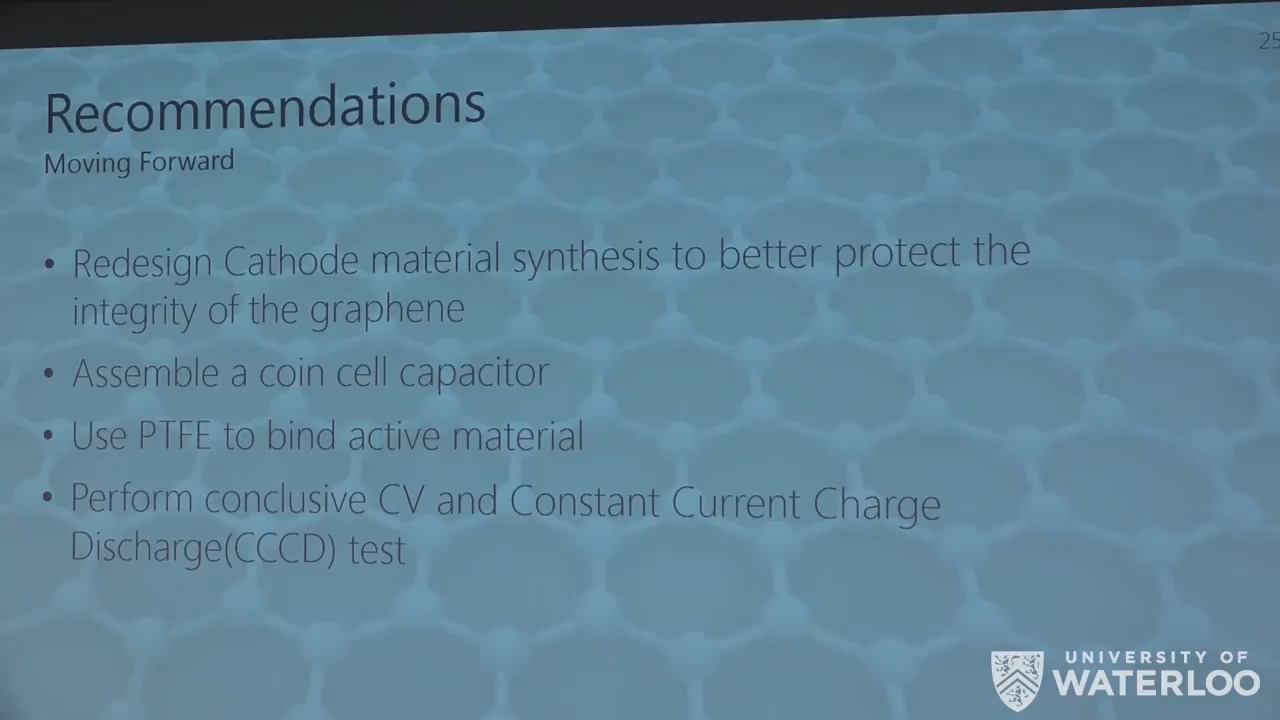 25
Recommendations
Moving Forward
• Redesign Cathode material synthesis to better protect the
integrity of the graphene
• Assemble a coin cell capacitor
• Use PTFE to bind active material
• Perform conclusive CV and Constant Current Charge
Discharge(CCCD) test
UNIVERSITY OF
WATERLOO